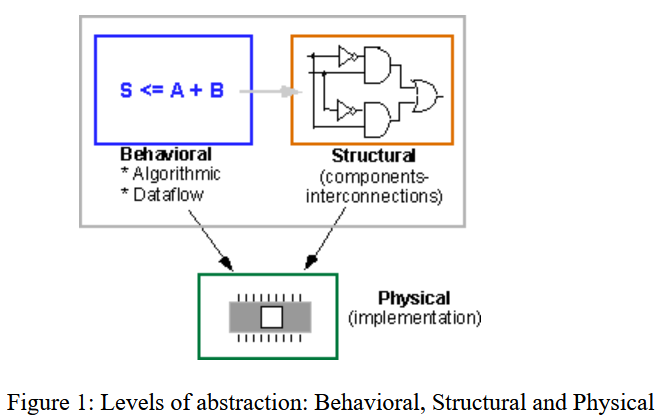 S <= A + B
Behavioral
* Algorithmic
* Dataflow
Structural
(components-
interconnections)
Physical
(implementation)
Figure 1: Levels of abstraction: Behavioral, Structural and Physical